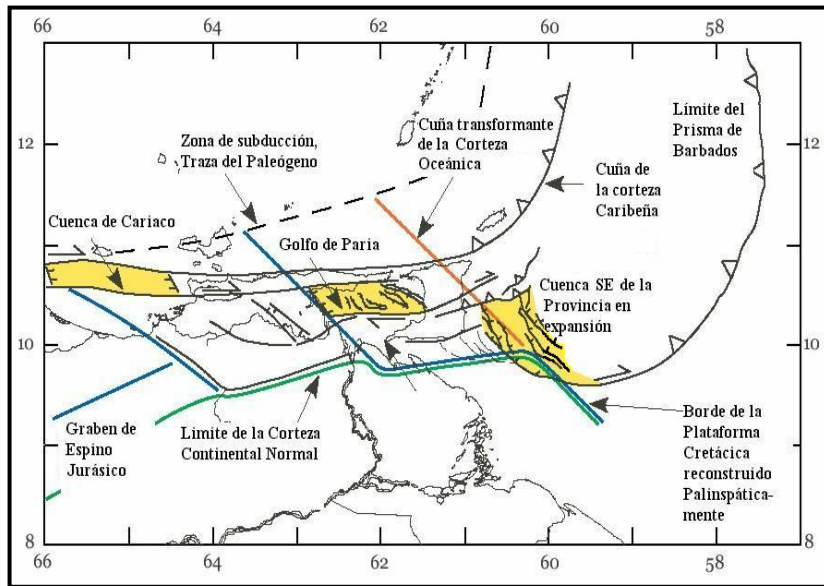 66
64
62
60
58
Límite del
Prisma de
Barbados
Cuña transformante
de la Corteza
Oceánica
Zona de subducción,
Traza del Paleógeno
12
12
Cuña de
la corteza
Caribeña
Cuenca de Cariaco
Golfo de Paria
Cuenca SE de la
Provincia en
expansión
10
10
Graben de
Espino
Jurásico
Límite de la Corteza
Continental Normal
Borde de la
Plataforma
Cretácica
reconstruido
Palinspática-
mente
8
8
66
64
62
60
58